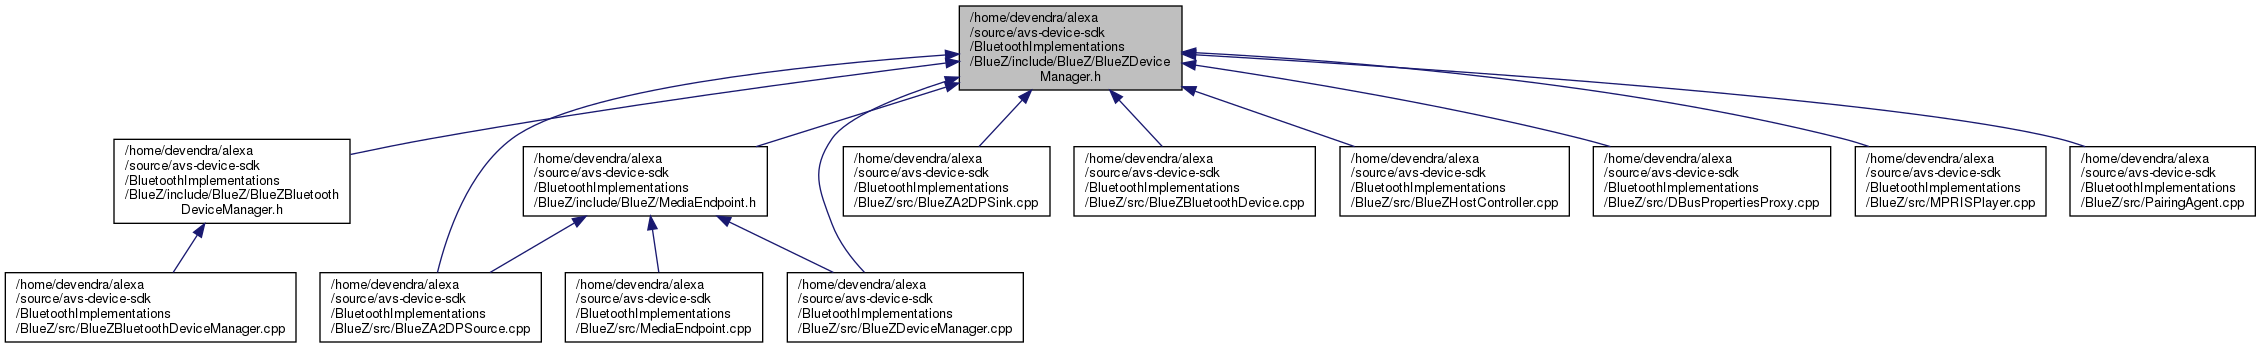 /home/devendra/alexa
/source/avs-device-sdk
/BluetoothImplementations
/BlueZ/include/BlueZ/BlueZDevice
Manager.h
/home/devendra/alexa
/source/avs-device-sdk
/BluetoothImplementations
/BlueZ/include/BlueZ/BlueZBluetooth
DeviceManager.h
/home/devendra/alexa
/source/avs-device-sdk
/BluetoothImplementations
/BlueZ/include/BlueZ/MediaEndpoint.h
/home/devendra/alexa
/source/avs-device-sdk
/BluetoothImplementations
/BlueZ/src/BlueZA2DPSink.cpp
/home/devendra/alexa
/source/avs-device-sdk
/BluetoothImplementations
/BlueZ/src/BlueZBluetoothDevice.cpp
/home/devendra/alexa
/source/avs-device-sdk
/BluetoothImplementations
/BlueZ/src/BlueZHostController.cpp
/home/devendra/alexa
/source/avs-device-sdk
/BluetoothImplementations
/BlueZ/src/DBusPropertiesProxy.cpp
/home/devendra/alexa
/source/avs-device-sdk
/BluetoothImplementations
/BlueZ/src/MPRISPlayer.cpp
/home/devendra/alexa
/source/avs-device-sdk
/BluetoothImplementations
/BlueZ/src/PairingAgent.cpp
/home/devendra/alexa
/source/avs-device-sdk
/BluetoothImplementations
/BlueZ/src/BlueZBluetoothDeviceManager.cpp
/home/devendra/alexa
/source/avs-device-sdk
/BluetoothImplementations
/BlueZ/src/BlueZA2DPSource.cpp
/home/devendra/alexa
/source/avs-device-sdk
/BluetoothImplementations
/BlueZ/src/MediaEndpoint.cpp
/home/devendra/alexa
/source/avs-device-sdk
/BluetoothImplementations
/BlueZ/src/BlueZDeviceManager.cpp